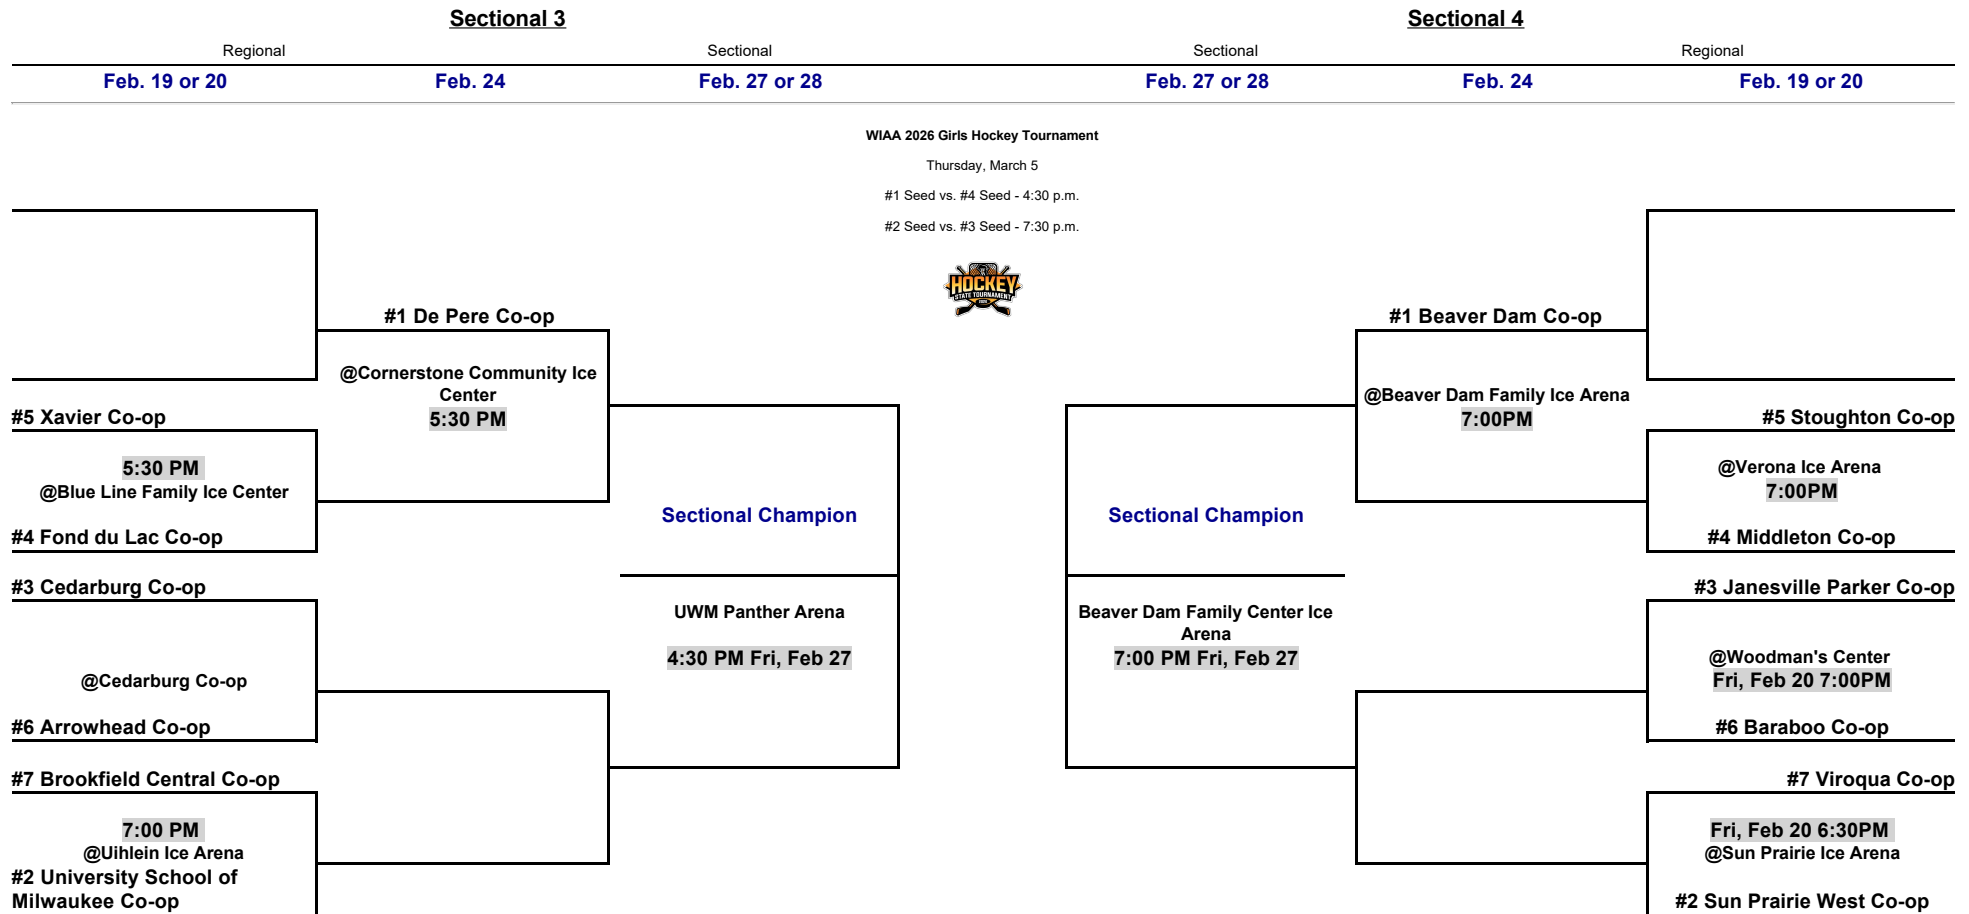 Sectional 3
Sectional 4
Regional
Sectional
Sectional
Regional
Feb. 19 or 20
Feb. 24
Feb. 27 or 28
Feb. 27 or 28
Feb. 24
Feb. 19 or 20
WIAA 2026 Girls Hockey Tournament
Thursday, March 5
#1 Seed vs. #4 Seed - 4:30 p.m.
#2 Seed vs. #3 Seed - 7:30 p.m.
HOCKEY
STATE TOURNAMENT
#1 De Pere Co-op
@Cornerstone Community Ice
Center
5:30 PM
#5 Xavier Co-op
5:30 PM
@Blue Line Family Ice Center
#4 Fond du Lac Co-op
#3 Cedarburg Co-op
@Cedarburg Co-op
#6 Arrowhead Co-op
#7 Brookfield Central Co-op
7:00 PM
@Uihlein Ice Arena
#2 University School of
Milwaukee Co-op
Sectional Champion
UWM Panther Arena
4:30 PM Fri, Feb 27
Sectional Champion
Beaver Dam Family Center Ice
Arena
7:00 PM Fri, Feb 27
#1 Beaver Dam Co-op
@Beaver Dam Family Ice Arena
7:00PM
#5 Stoughton Co-op
@Verona Ice Arena
7:00PM
#4 Middleton Co-op
#3 Janesville Parker Co-op
@Woodman's Center
Fri, Feb 20 7:00PM
#6 Baraboo Co-op
#7 Viroqua Co-op
Fri, Feb 20 6:30PM
@Sun Prairie Ice Arena
#2 Sun Prairie West Co-op